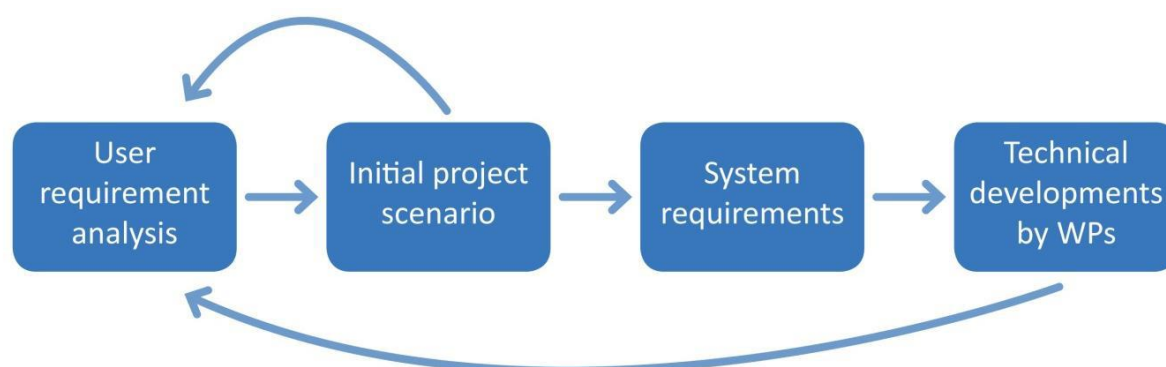 User
requirement
analysis
Initial project
scenario
System
requirements
Technical
developments
by WPs